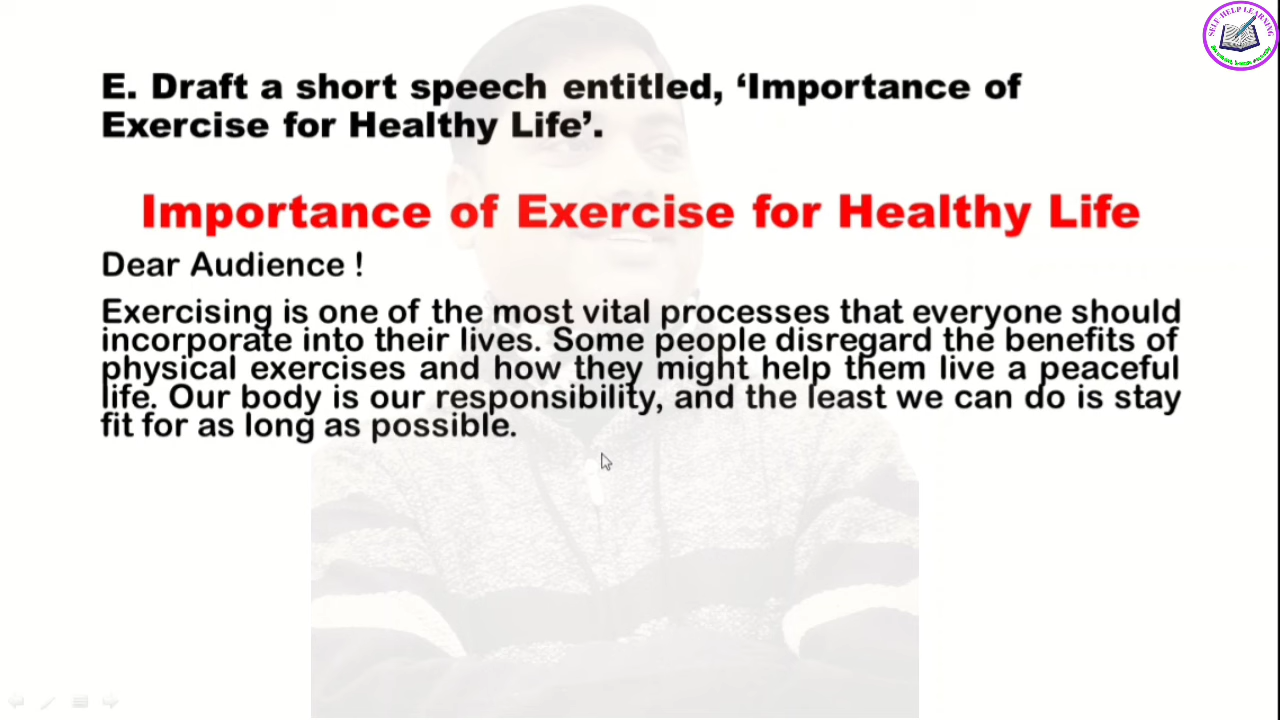 SELF-HELP LEARNING
E. Draft a short speech entitled, ‘Importance of
Exercise for Healthy Life’.
Importance of Exercise for Healthy Life
Dear Audience !
Exercising is one of the most vital processes that everyone should
incorporate into their lives. Some people disregard the benefits of
physical exercises and how they might help them live a peaceful
life. Our body is our responsibility, and the least we can do is stay
fit for as long as possible.